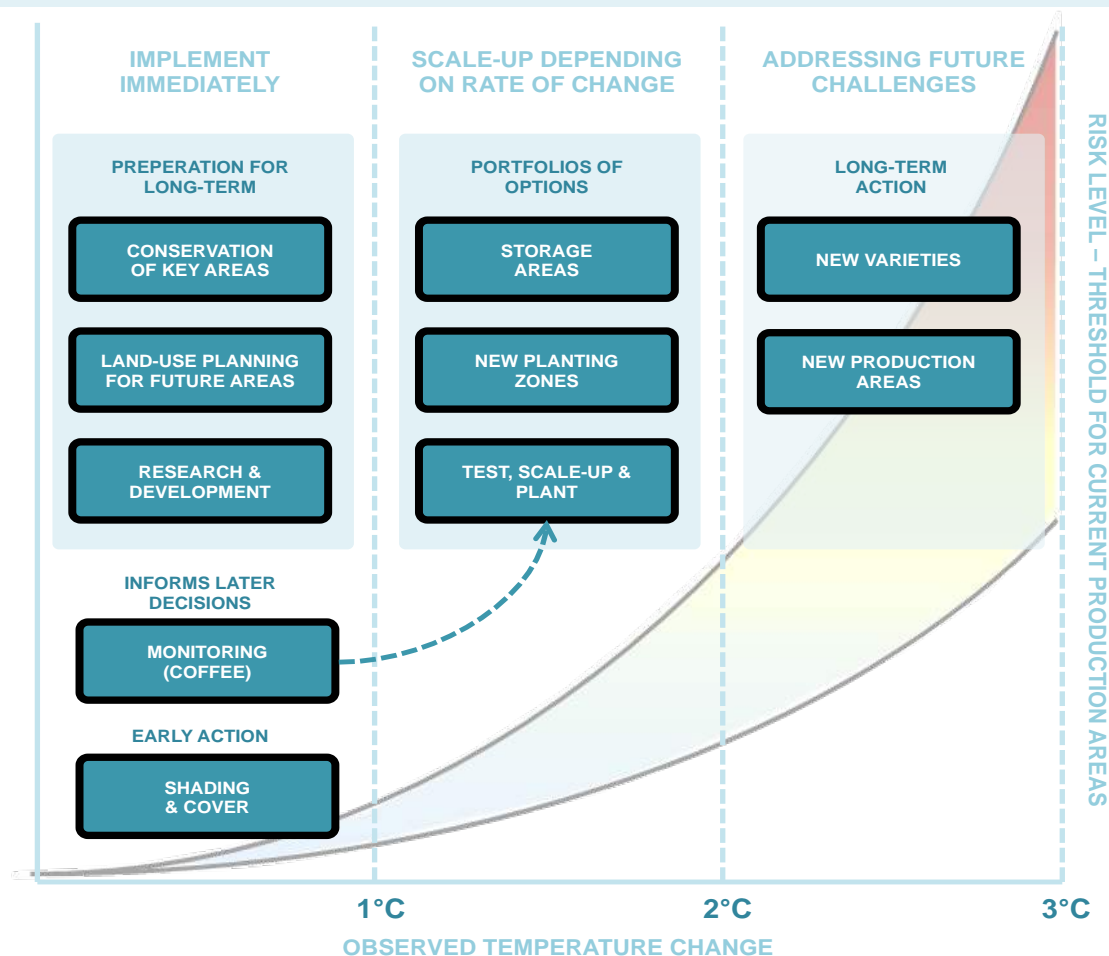 IMPLEMENT
IMMEDIATELY
PREPERATION FOR
LONG-TERM
CONSERVATION
OF KEY AREAS
LAND-USE PLANNING
FOR FUTURE AREAS
RESEARCH &
DEVELOPMENT
INFORMS LATER
DECISIONS
MONITORING
(COFFEE)
EARLY ACTION
SHADING
& COVER
SCALE-UP DEPENDING
ON RATE OF CHANGE
PORTFOLIOS OF
OPTIONS
STORAGE
AREAS
NEW PLANTING
ZONES
TEST, SCALE-UP &
PLANT
ADDRESSING FUTURE
CHALLENGES
LONG-TERM
ACTION
NEW VARIETIES
NEW PRODUCTION
AREAS
RISK LEVEL – THRESHOLD FOR CURRENT PRODUCTION AREAS
1°C
2°C
3°C
OBSERVED TEMPERATURE CHANGE